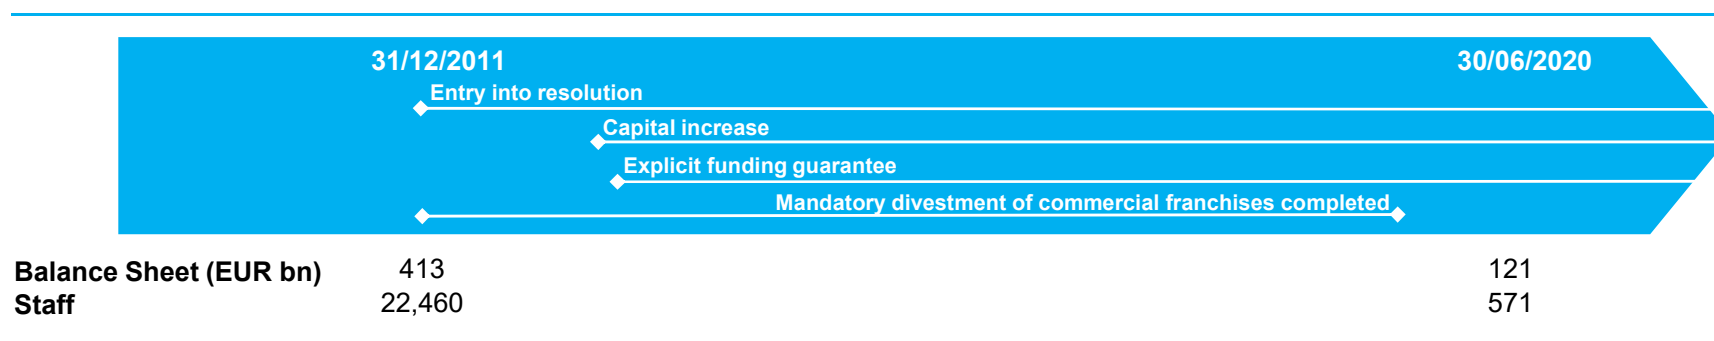 31/12/2011 30/06/2020
Entry into resolution
Capital increase
Explicit funding guarantee
Mandatory divestment of commercial franchises completed
Balance Sheet (EUR bn) 413 121
Staff 22,460 571